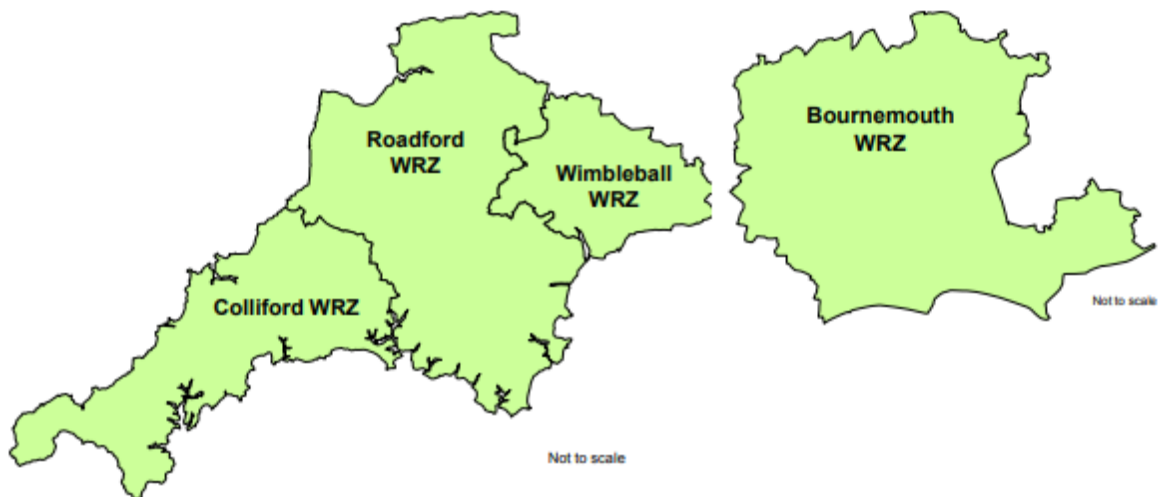 Roadford
WRZ
Wimbleball
WRZ
Colliford WRZ
Not to scale
Bournemouth
WRZ
Not to scale